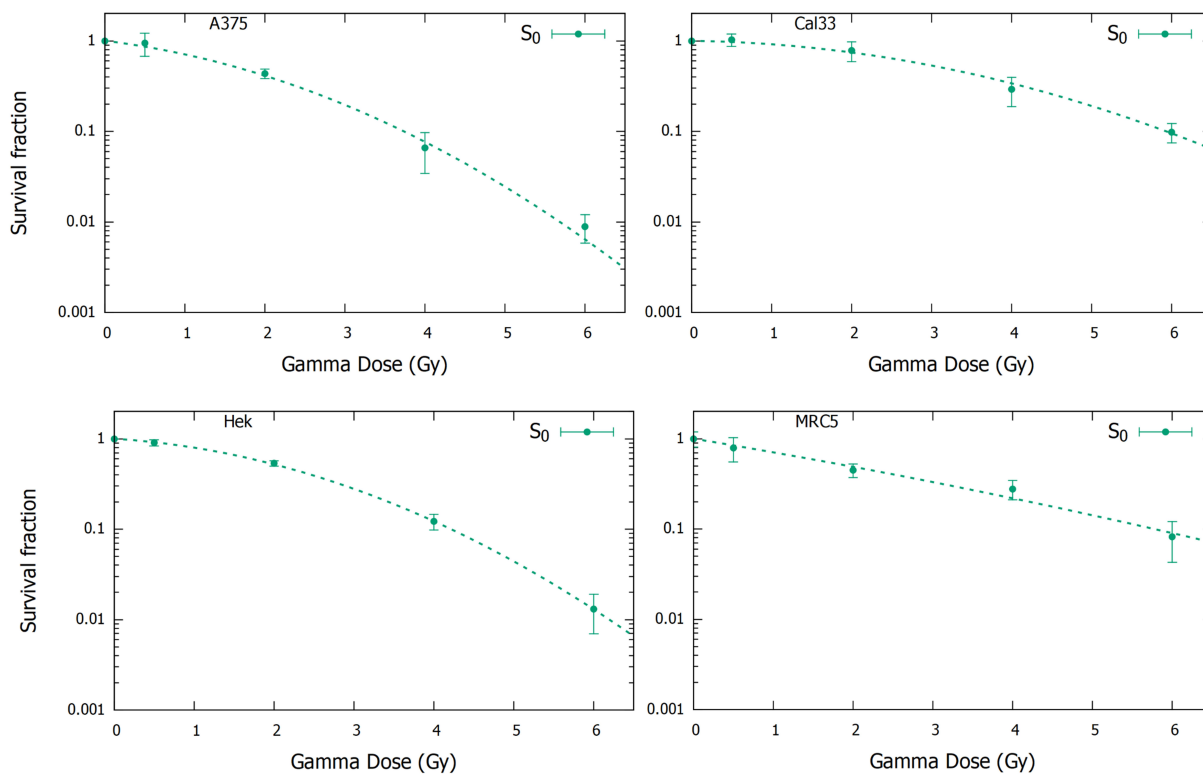 A375
S0
1
0.1
0.01
0.001
Survival fraction
0 1 2 3 4 5 6
Gamma Dose (Gy)
Cal33
S0
1
0.1
0.01
0.001
0 1 2 3 4 5 6
Gamma Dose (Gy)
Hek
S0
1
0.1
0.01
0.001
Survival fraction
0 1 2 3 4 5 6
Gamma Dose (Gy)
MRC5
S0
1
0.1
0.01
0.001
0 1 2 3 4 5 6
Gamma Dose (Gy)